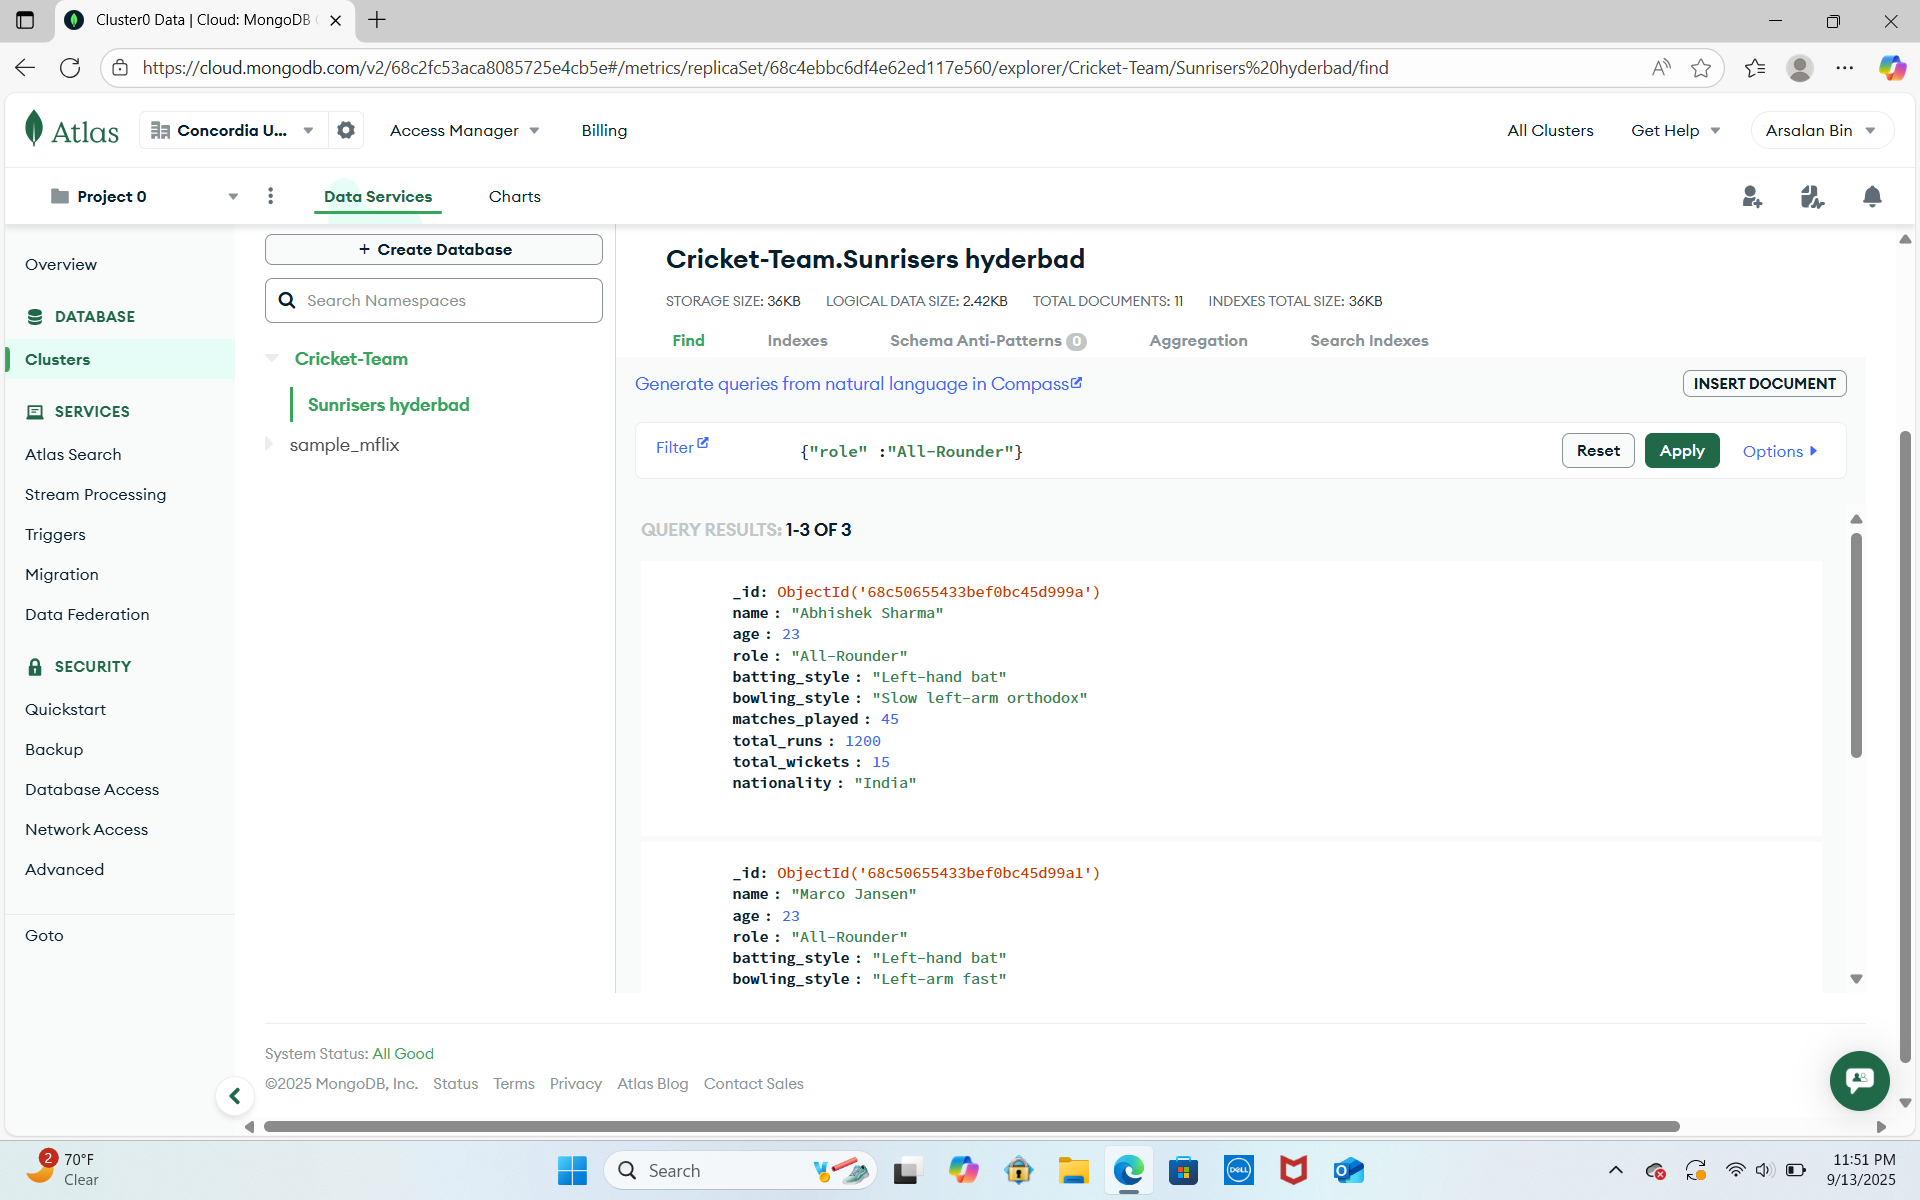 Cluster0 Data | Cloud: MongoDB
https://cloud.mongodb.com/v2/68c2fc53aca8085725e4cb5e#/metrics/replicaSet/68c4ebbc6df4e62ed117e560/explorer/Cricket-Team/Sunrisers%20hyderbad/find
Atlas
Concordia U...
Access Manager
Billing
All Clusters
Get Help
Arsalan Bin
Project 0
Data Services
Charts
Overview
DATABASE
Clusters
SERVICES
Atlas Search
Stream Processing
Triggers
Migration
Data Federation
SECURITY
Quickstart
Backup
Database Access
Network Access
Advanced
Goto
+ Create Database
Search Namespaces
Cricket-Team
Sunrisers hyderbad
sample_mflix
Cricket-Team.Sunrisers hyderbad
STORAGE SIZE: 36KB LOGICAL DATA SIZE: 2.42KB TOTAL DOCUMENTS: 11 INDEXES TOTAL SIZE: 36KB
Find Indexes Schema Anti-Patterns 0 Aggregation Search Indexes
Generate queries from natural language in Compass
INSERT DOCUMENT
Filter
{"role" :"All-Rounder"}
Reset
Apply
Options
QUERY RESULTS: 1-3 OF 3
_id: ObjectId('68c50655433bef0bc45d999a')
name : "Abhishek Sharma"
age : 23
role : "All-Rounder"
batting_style : "Left-hand bat"
bowling_style : "Slow left-arm orthodox"
matches_played : 45
total_runs : 1200
total_wickets : 15
nationality : "India"
_id: ObjectId('68c50655433bef0bc45d99a1')
name : "Marco Jansen"
age : 23
role : "All-Rounder"
batting_style : "Left-hand bat"
bowling_style : "Left-arm fast"
System Status: All Good
©2025 MongoDB, Inc. Status Terms Privacy Atlas Blog Contact Sales
2
70°F
Clear
Search
DELL
11:51 PM
9/13/2025